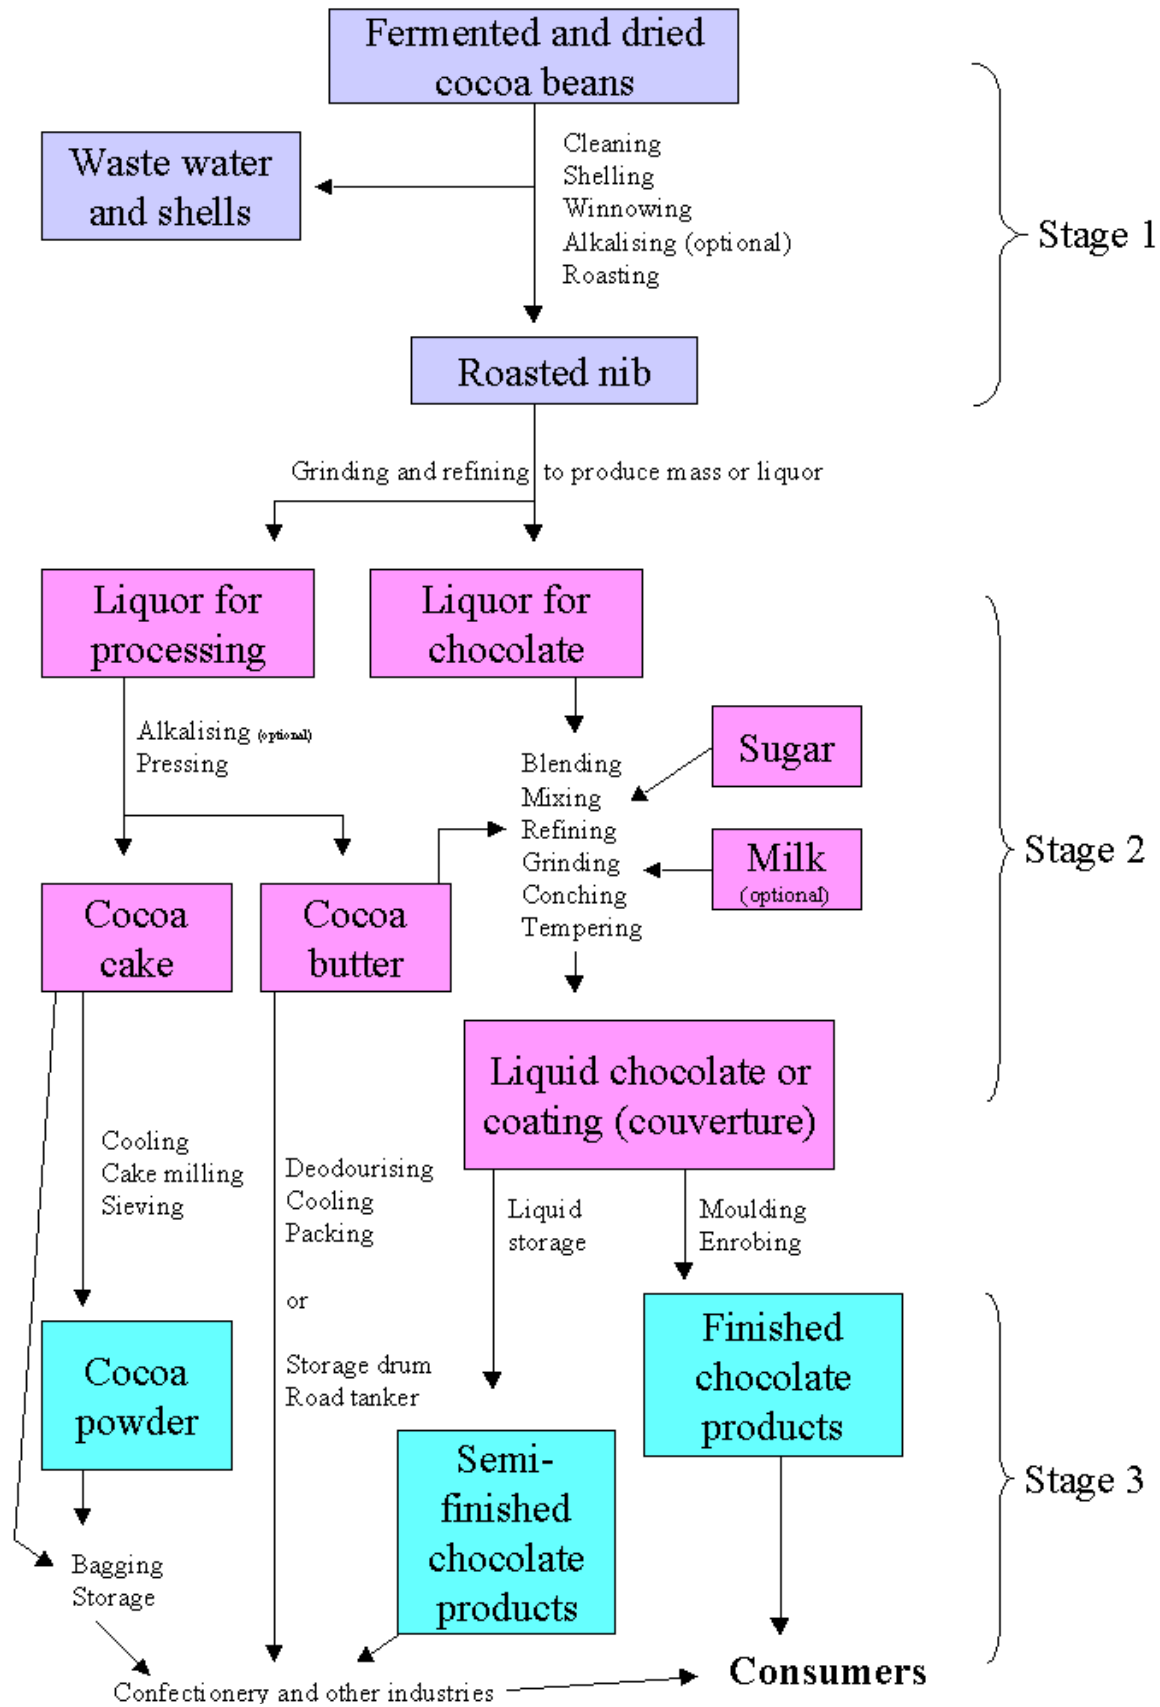 Fermented and dried
cocoa beans
Waste water
and shells
Cleaning
Shelling
Winnowing
Alkalising (optional)
Roasting
Stage 1
Roasted nib
Grinding and refining to produce mass or liquor
Liquor for
processing
Liquor for
chocolate
Alkalising (optional)
Pressing
Sugar
Blending
Mixing
Refining
Grinding
Conching
Tempering
Milk
(optional)
Stage 2
Cocoa
cake
Cocoa
butter
Liquid chocolate or
coating (couverture)
Cooling
Cake milling
Sieving
Deodourising
Cooling
Packing
or
Storage drum
Road tanker
Liquid
storage
Moulding
Enrobing
Cocoa
powder
Finished
chocolate
products
Semi-
finished
chocolate
products
Stage 3
Bagging
Storage
Confectionery and other industries
Consumers